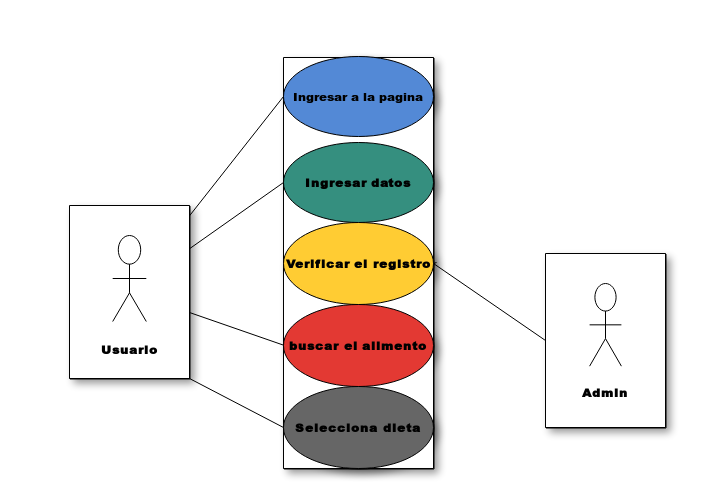 Ingresar a la pagina
Ingresar datos
Verificar el registro
buscar el alimento
Selecciona dieta
Usuario
Admin